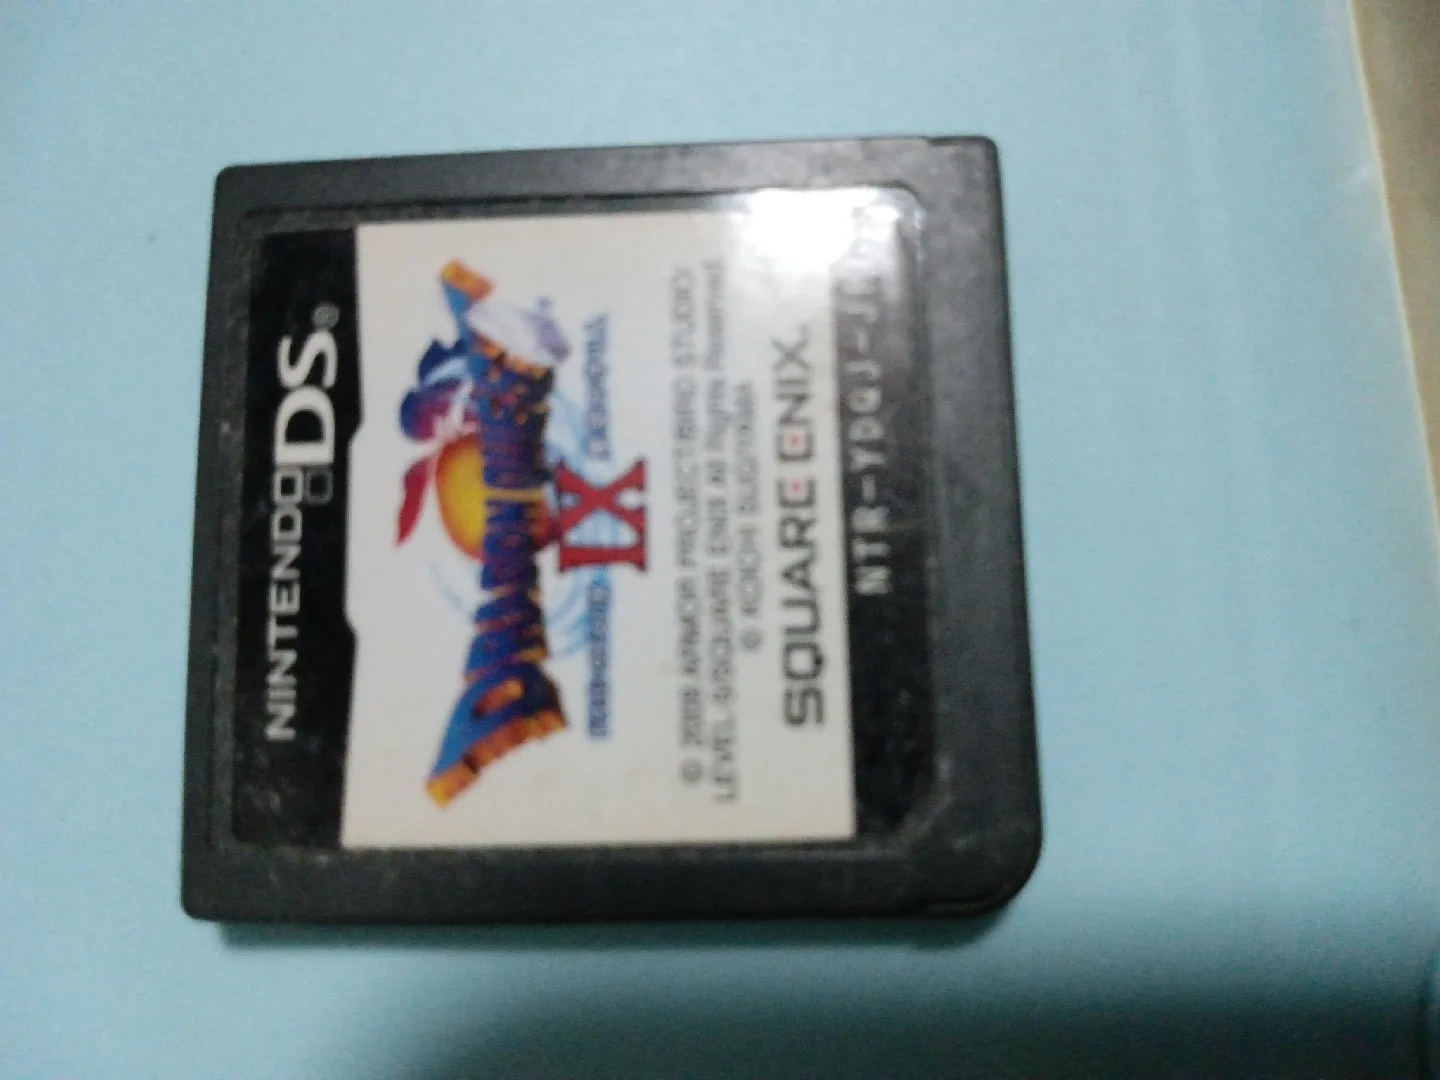 NINTENDO DS®
DRAGON QUEST
IX
© 2009 ARMOR PROJECT/BIRD STUDIO/
LEVEL-5/SQUARE ENIX All Rights Reserved.
© KOICHI SUGIYAMA
SQUARE ENIX.
NTR-YDQJ-J